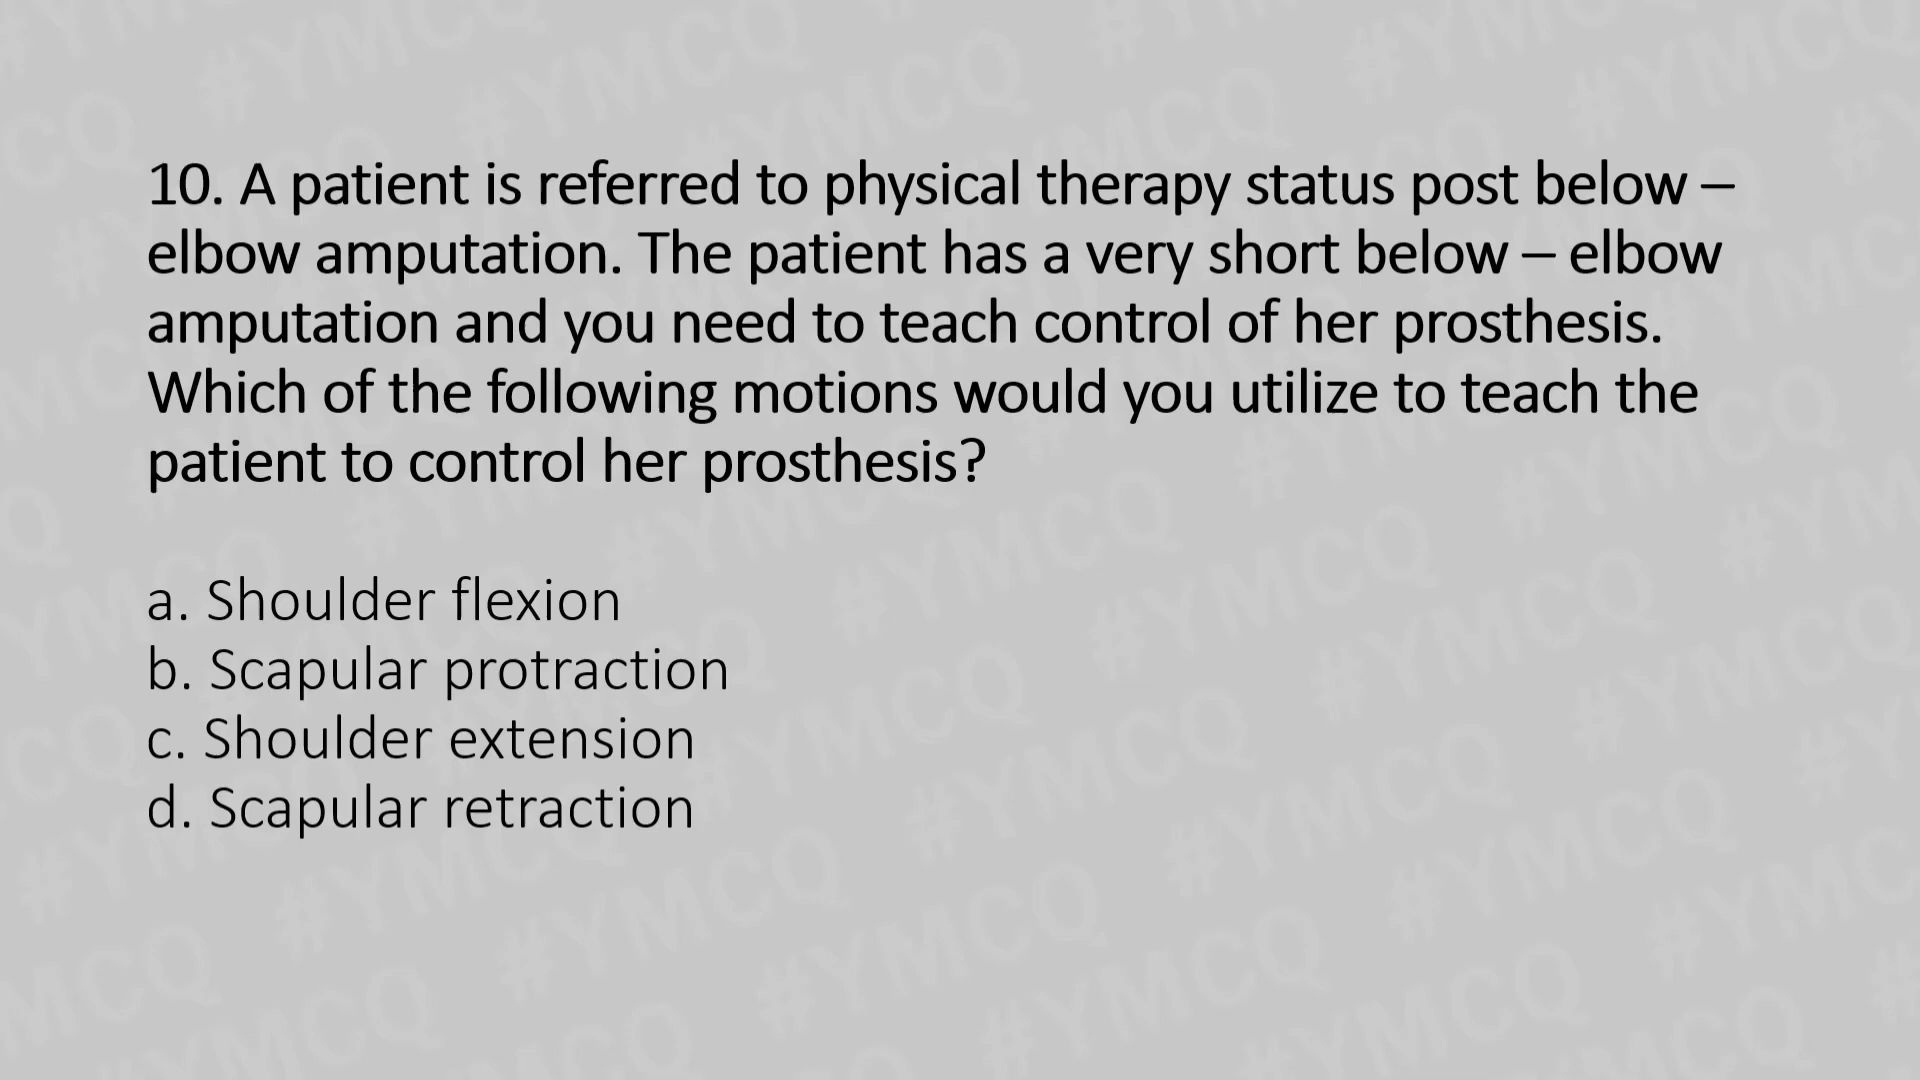 10. A patient is referred to physical therapy status post below –
elbow amputation. The patient has a very short below – elbow
amputation and you need to teach control of her prosthesis.
Which of the following motions would you utilize to teach the
patient to control her prosthesis?
a. Shoulder flexion
b. Scapular protraction
c. Shoulder extension
d. Scapular retraction
#YMCQ